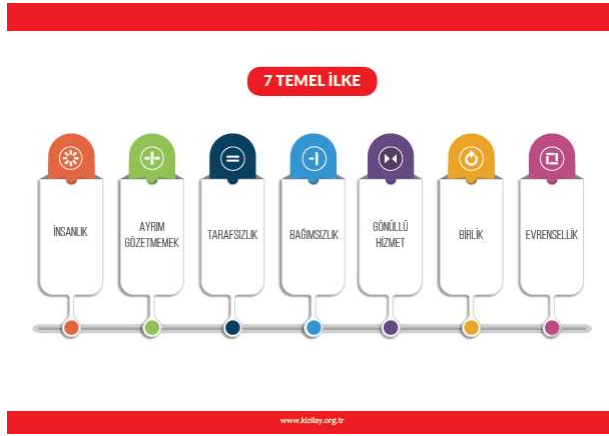 7 TEMEL İLKE
İNSANLIK
AYRIM
GÖZETMEMEK
TARAFSIZLIK
BAĞIMSIZLIK
GÖNÜLLÜ
HİZMET
BİRLİK
EVRENSELLİK
www.kizilay.org.tr